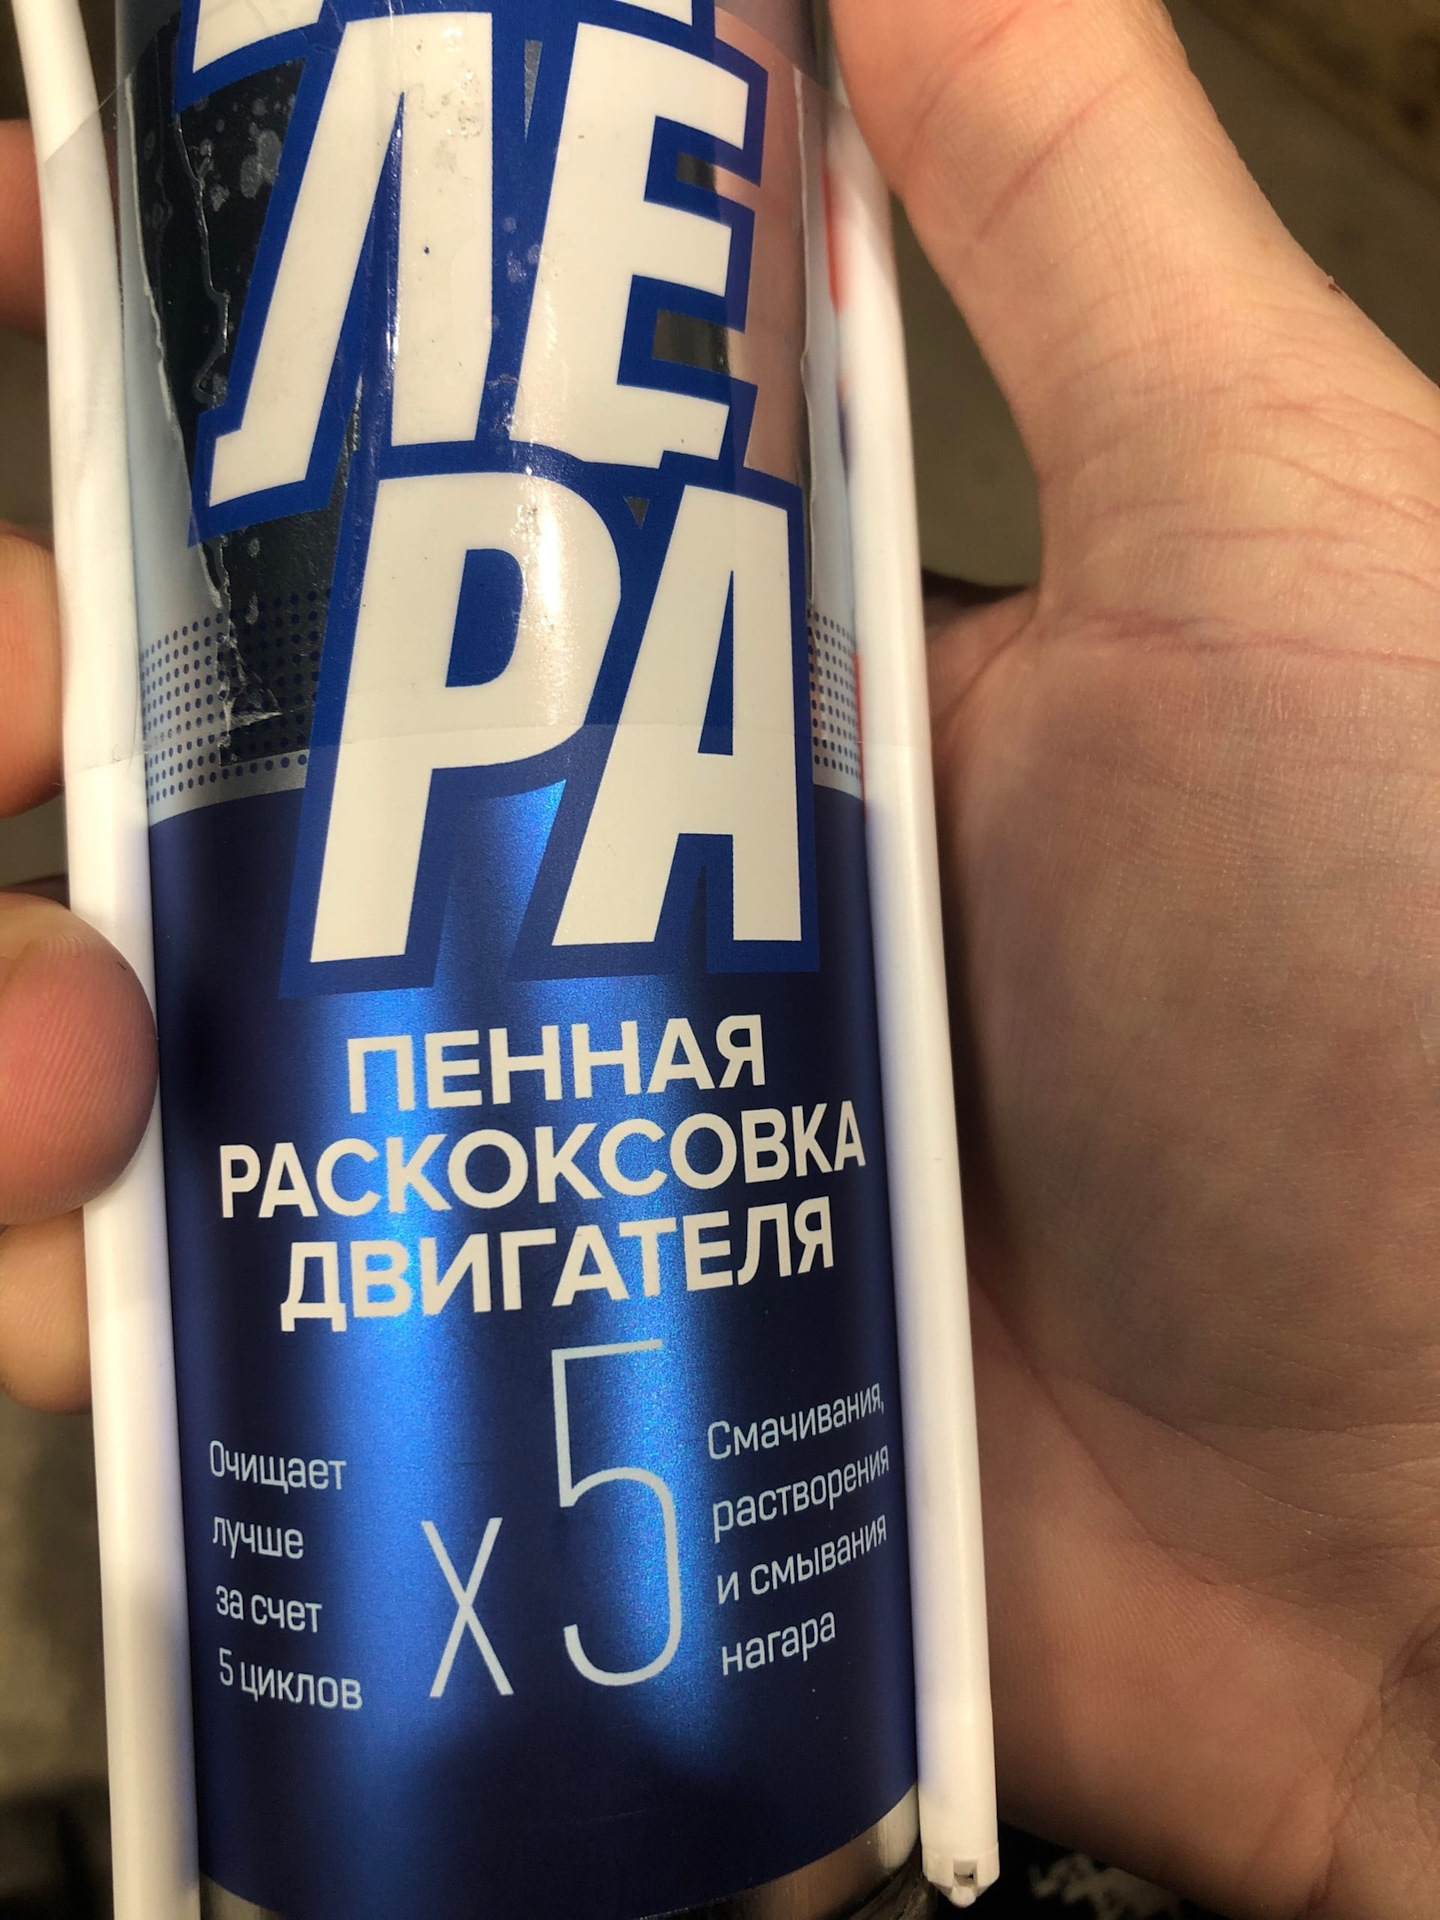 ЛЕ
РА
ПЕННАЯ
РАСКОКСОВКА
ДВИГАТЕЛЯ
Очищает
лучше
за счет
5 циклов
x 5
Смачивания,
растворения
и смывания
нагара